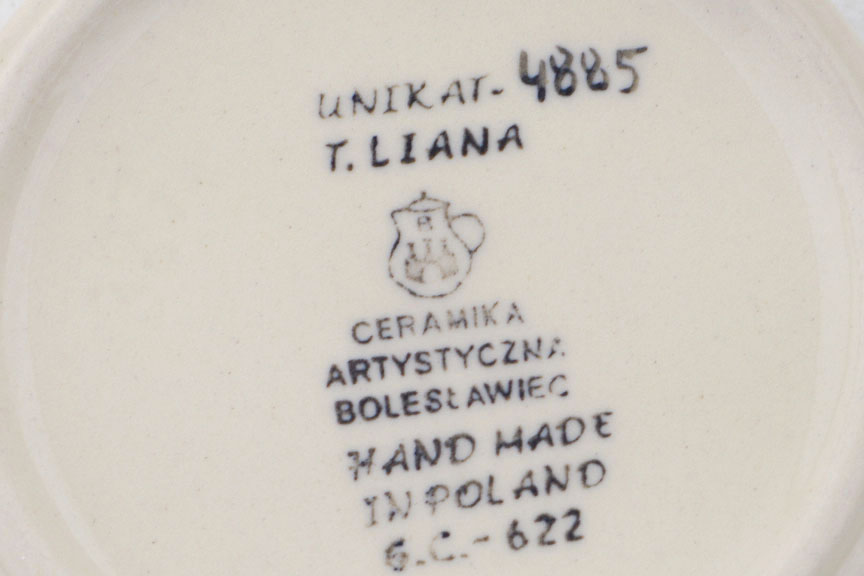 UNIKAT-4885
T. LIANA
B
CERAMIKA
ARTYSTYCZNA
BOLESŁAWIEC
HAND MADE
IN POLAND
G.C.-622